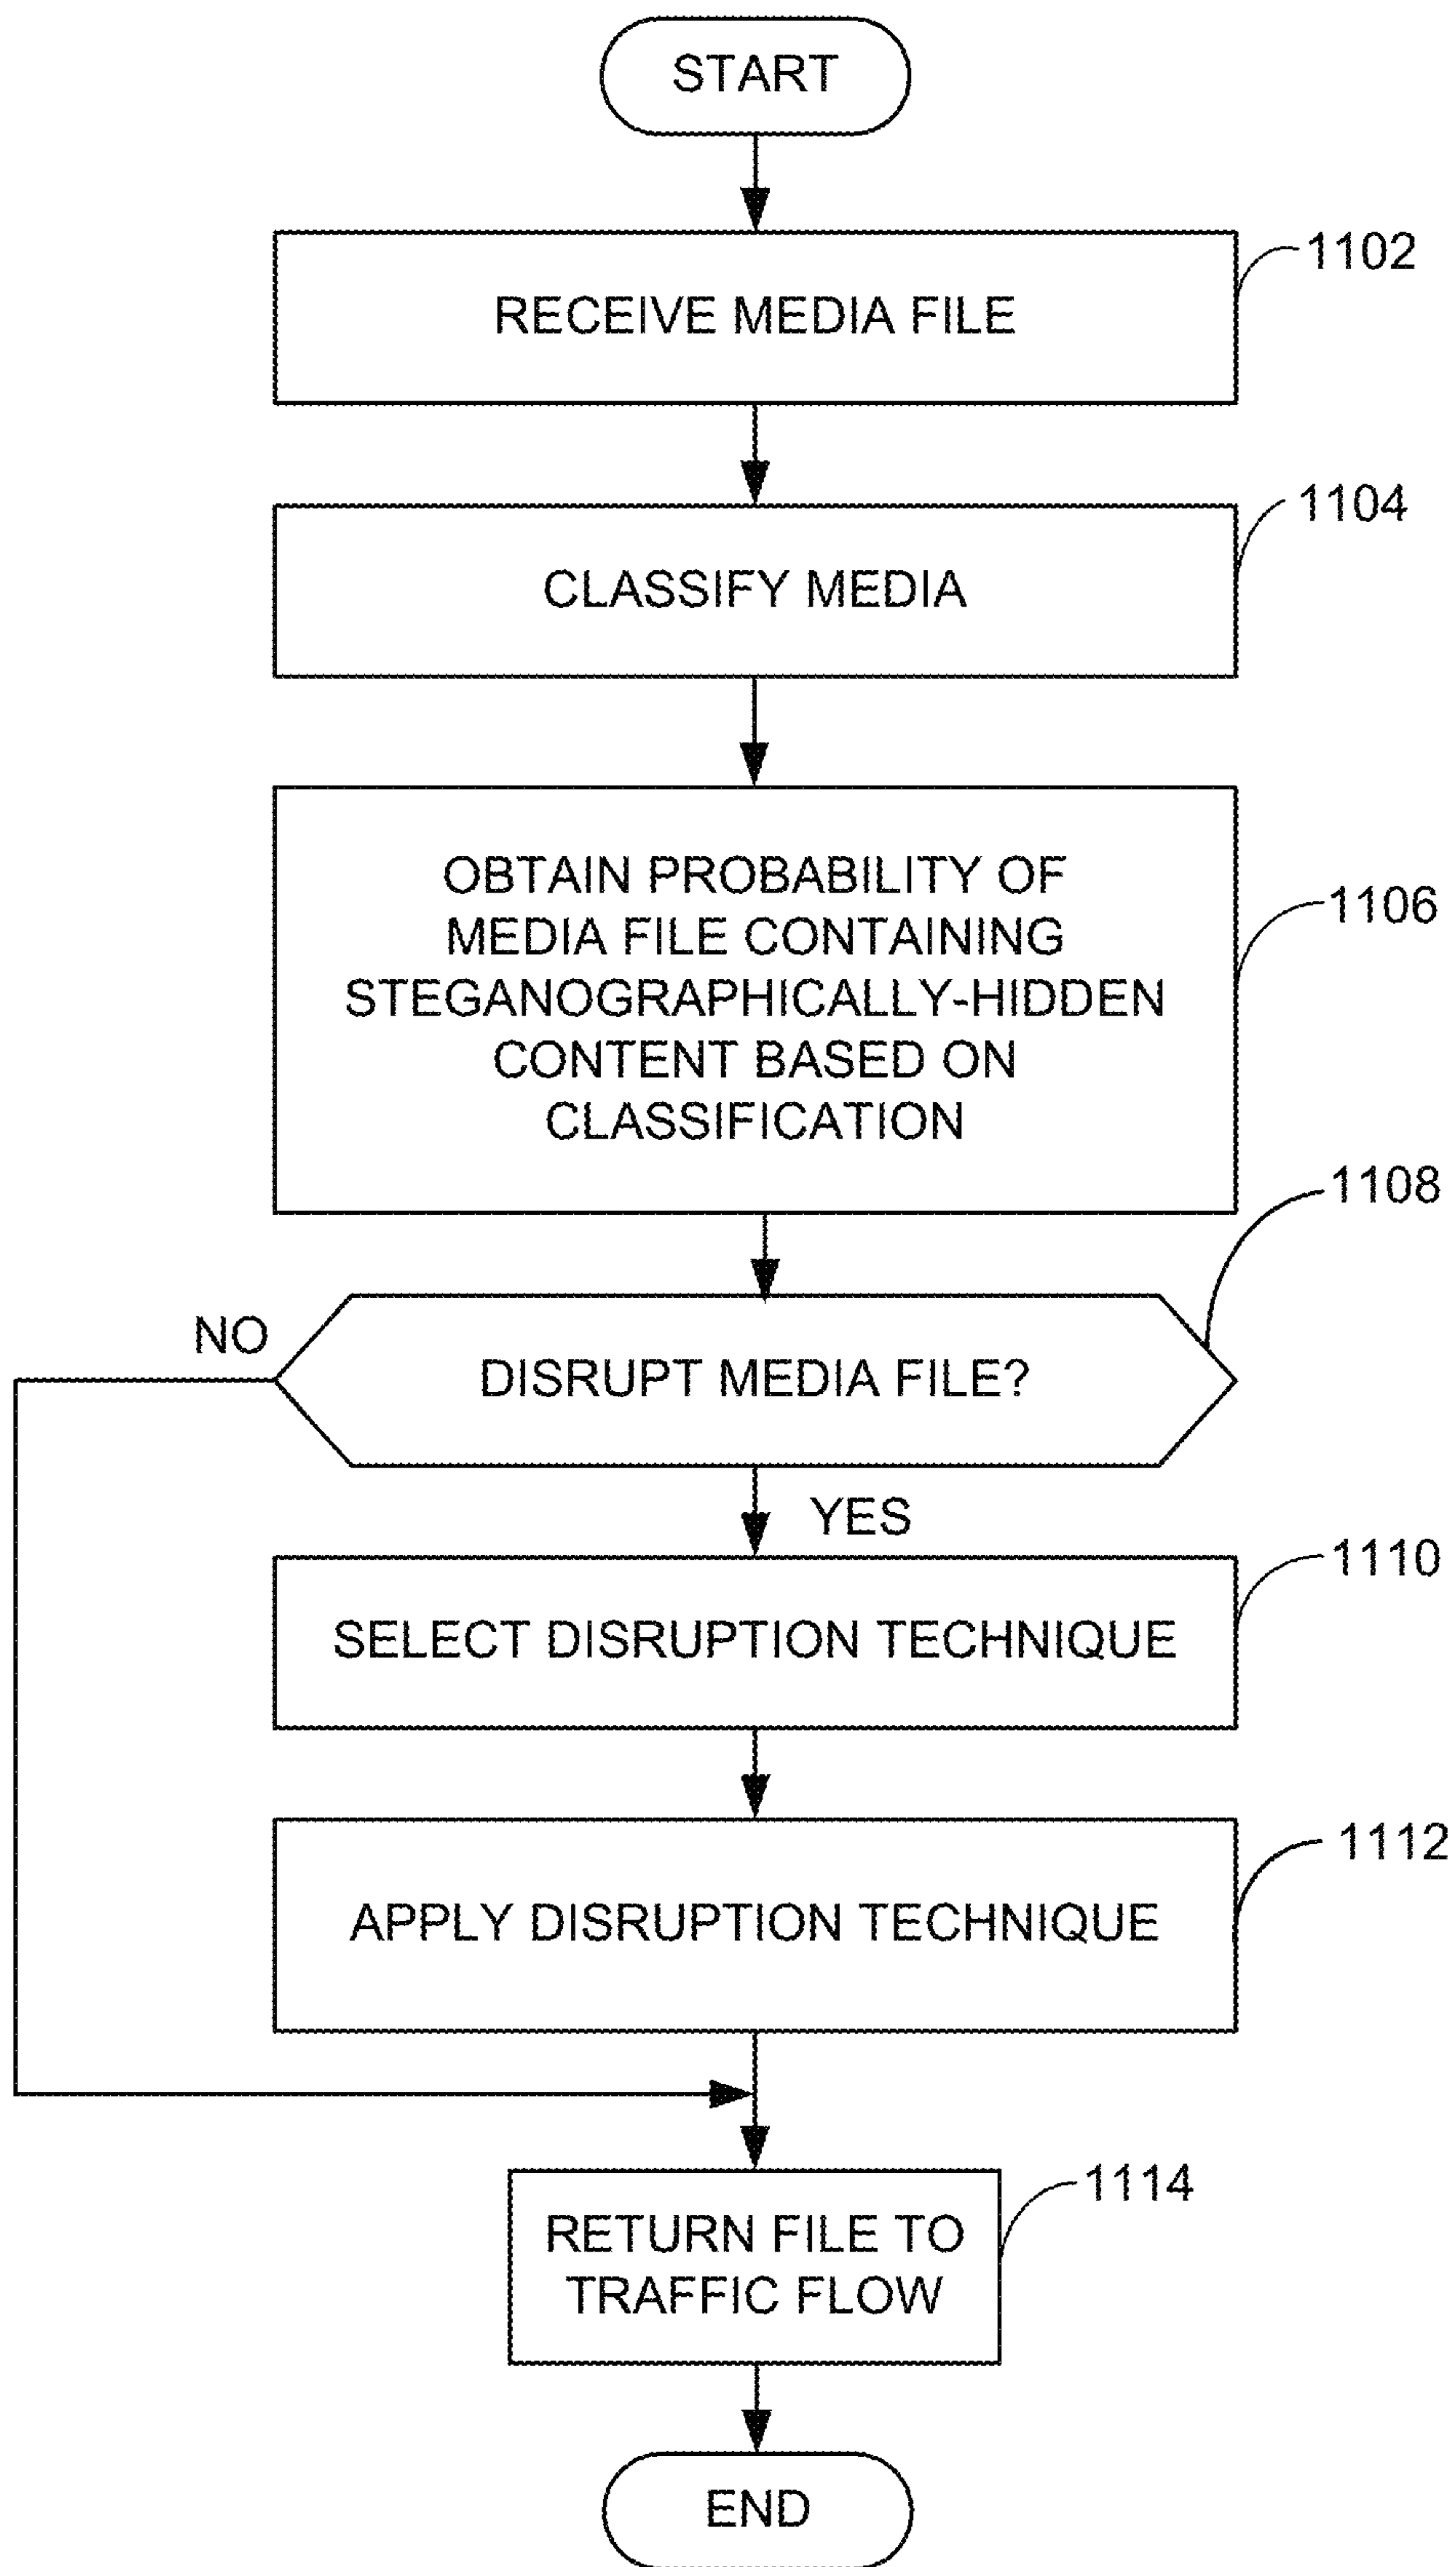 START
1102
RECEIVE MEDIA FILE
1104
CLASSIFY MEDIA
OBTAIN PROBABILITY OF
MEDIA FILE CONTAINING
STEGANOGRAPHICALLY-HIDDEN
CONTENT BASED ON
CLASSIFICATION
1106
1108
NO
DISRUPT MEDIA FILE?
YES
1110
SELECT DISRUPTION TECHNIQUE
1112
APPLY DISRUPTION TECHNIQUE
1114
RETURN FILE TO
TRAFFIC FLOW
END